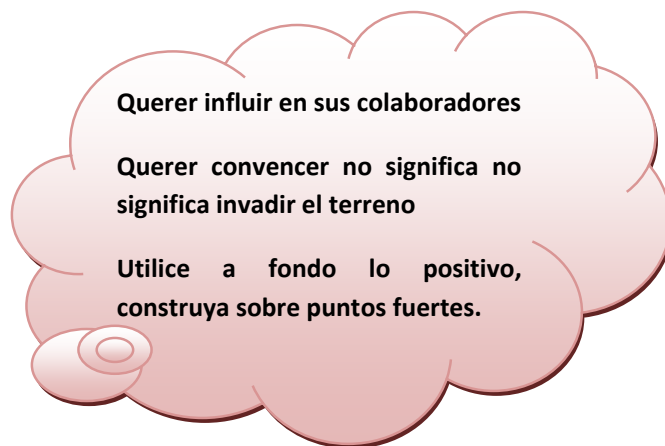 Querer influir en sus colaboradores
Querer convencer no significa no
significa invadir el terreno
Utilice a fondo lo positivo,
construya sobre puntos fuertes.